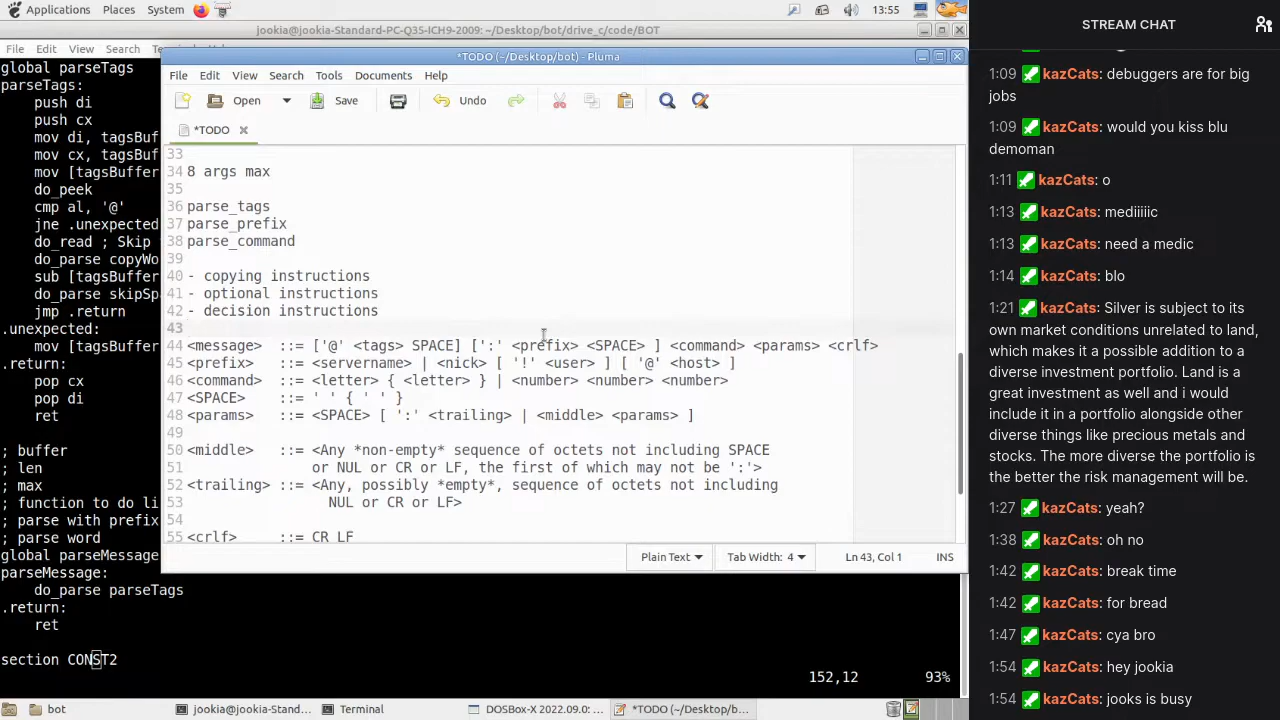 Applications Places System 13:55
jookia@jookia-Standard-PC-Q35-ICH9-2009: ~/Desktop/bot/drive_c/code/BOT
File Edit View Search
global parseTags
parseTags:
push di
push cx
mov di, tagsBuf
mov cx, tagsBuf
mov [tagsBuffer
do_peek
cmp al, '@'
jne .unexpected
do_read ; Skip
do_parse copyWo
sub [tagsBuffer
do_parse skipSp
jmp .return
.unexpected:
mov [tagsBuffer
.return:
pop cx
pop di
ret
; buffer
; len
; max
; function to do li
; parse with prefix
; parse word
global parseMessage
parseMessage:
do_parse parseTags
.return:
ret
section CONST2
152,12 93%
*TODO (~/Desktop/bot) - Pluma
File Edit View Search Tools Documents Help
Open Save Undo
*TODO
33
34 8 args max
35
36 parse_tags
37 parse_prefix
38 parse_command
39
40 - copying instructions
41 - optional instructions
42 - decision instructions
43
44 <message> ::= ['@' <tags> SPACE] [':' <prefix> <SPACE> ] <command> <params> <crlf>
45 <prefix> ::= <servername> | <nick> [ '!' <user> ] [ '@' <host> ]
46 <command> ::= <letter> { <letter> } | <number> <number> <number>
47 <SPACE> ::= ' ' { ' ' }
48 <params> ::= <SPACE> [ ':' <trailing> | <middle> <params> ]
49
50 <middle> ::= <Any *non-empty* sequence of octets not including SPACE
51 or NUL or CR or LF, the first of which may not be ':'>
52 <trailing> ::= <Any, possibly *empty*, sequence of octets not including
53 NUL or CR or LF>
54
55 <crlf> ::= CR LF
Plain Text Tab Width: 4 Ln 43, Col 1 INS
bot jookia@jookia-Stand... Terminal DOSBox-X 2022.09.0: ... *TODO (~/Desktop/b...
STREAM CHAT
1:09 kazCats: debuggers are for big
jobs
1:09 kazCats: would you kiss blu
demoman
1:11 kazCats: o
1:13 kazCats: mediiiiic
1:13 kazCats: need a medic
1:14 kazCats: blo
1:21 kazCats: Silver is subject to its
own market conditions unrelated to land,
which makes it a possible addition to a
diverse investment portfolio. Land is a
great investment as well and i would
include it in a portfolio alongside other
diverse things like precious metals and
stocks. The more diverse the portfolio is
the better the risk management will be.
1:27 kazCats: yeah?
1:38 kazCats: oh no
1:42 kazCats: break time
1:42 kazCats: for bread
1:47 kazCats: cya bro
1:54 kazCats: hey jookia
1:54 kazCats: jooks is busy